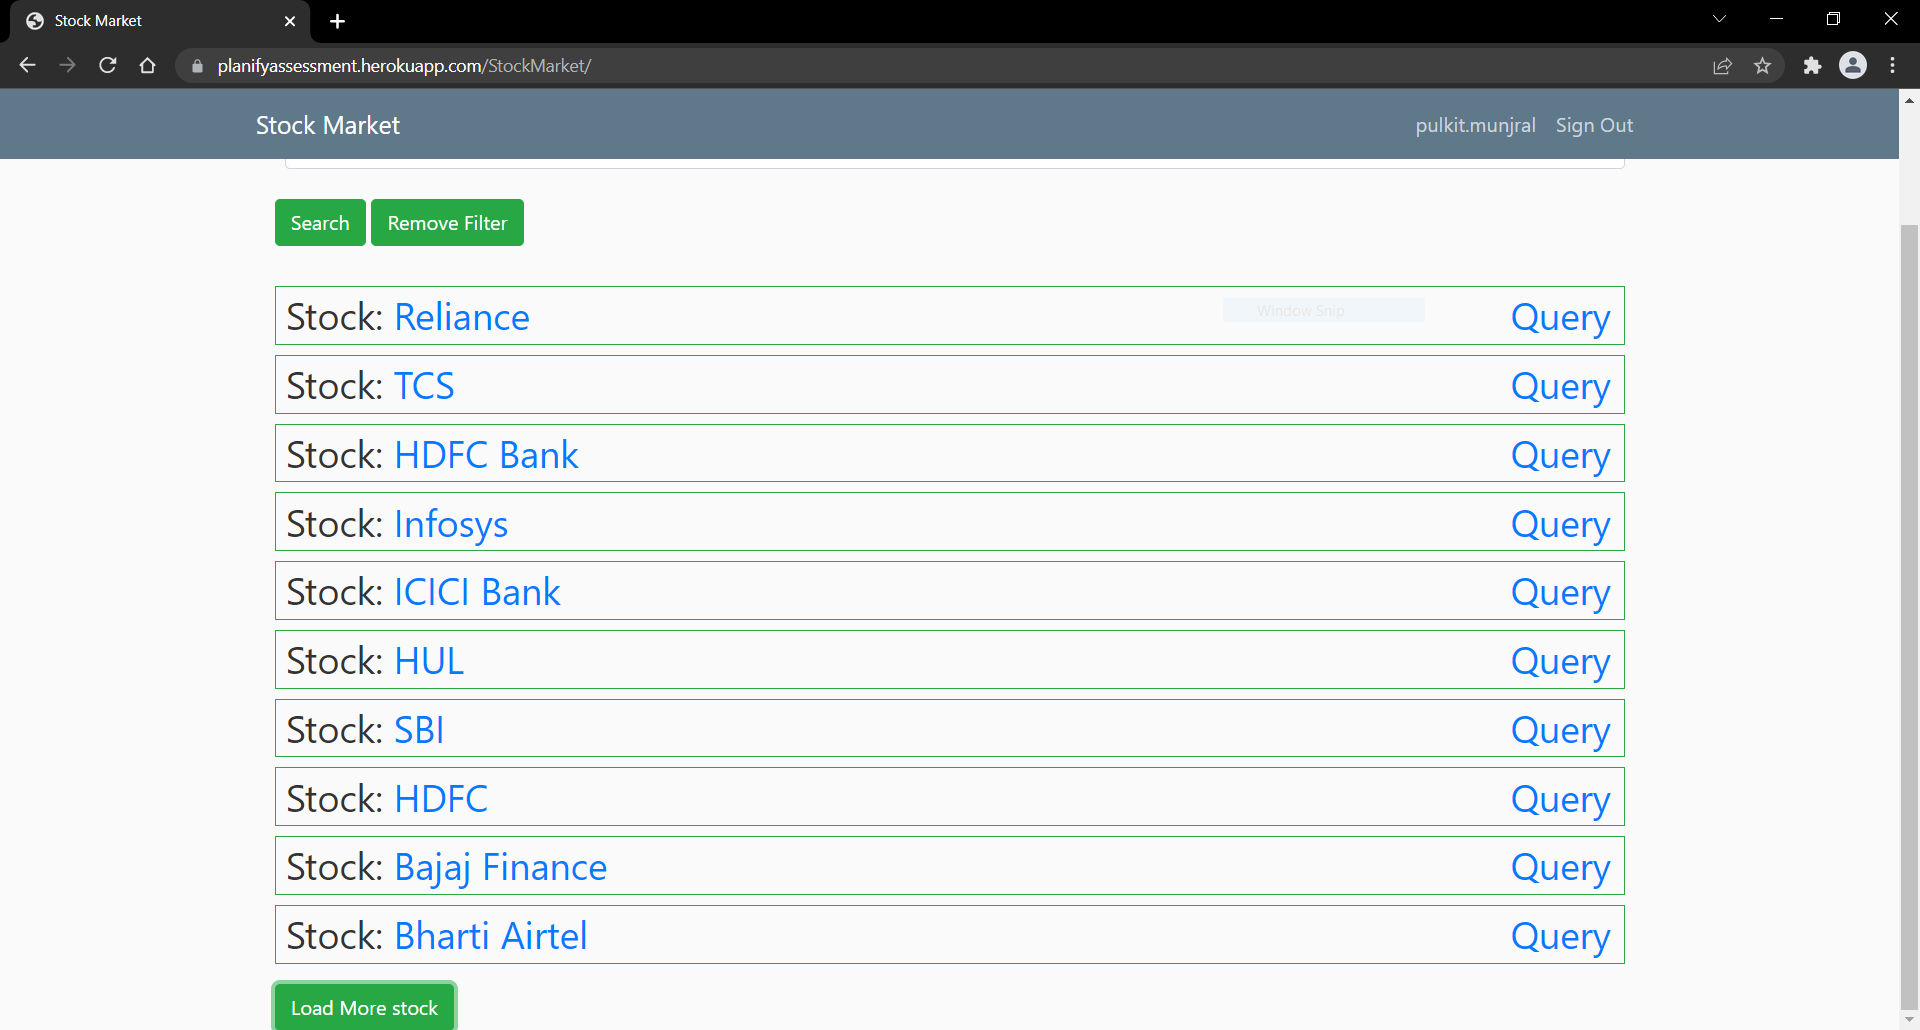 Stock Market
planifyassessment.herokuapp.com/StockMarket/
Stock Market pulkit.munjral Sign Out
Search Remove Filter
Stock: Reliance Window Snip Query
Stock: TCS Query
Stock: HDFC Bank Query
Stock: Infosys Query
Stock: ICICI Bank Query
Stock: HUL Query
Stock: SBI Query
Stock: HDFC Query
Stock: Bajaj Finance Query
Stock: Bharti Airtel Query
Load More stock